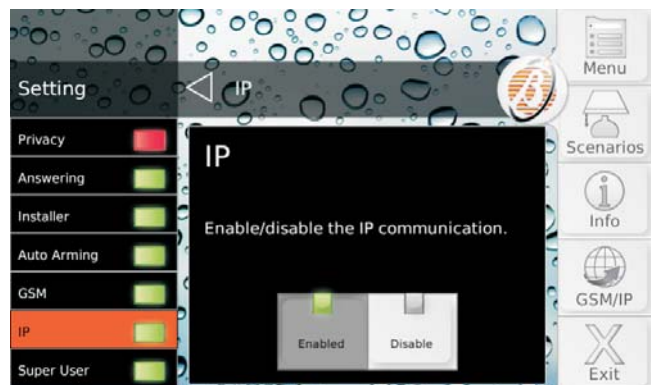 Setting
IP
Privacy
Answering
Installer
Auto Arming
GSM
IP
Super User
IP
Enable/disable the IP communication.
Enabled
Disable
Menu
Scenarios
Info
GSM/IP
Exit